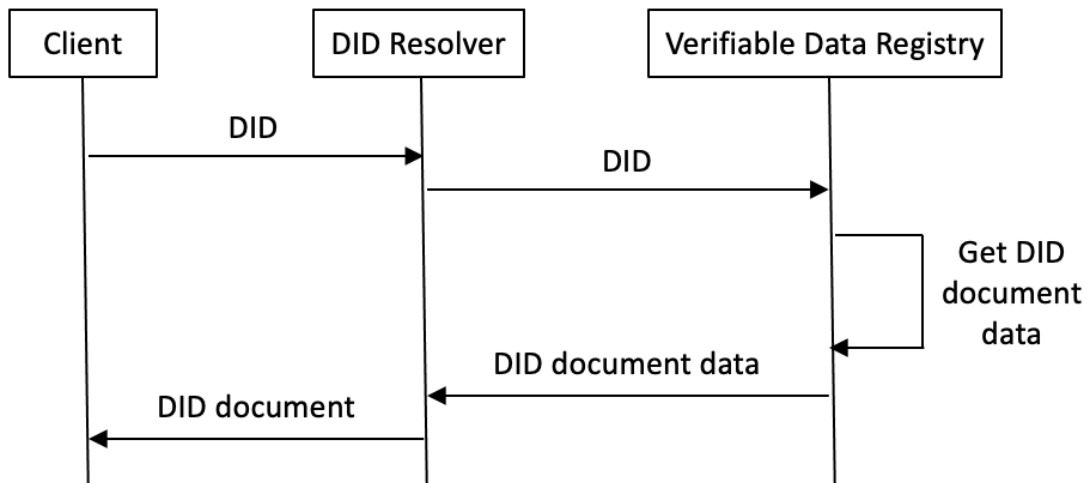 Client
DID Resolver
Verifiable Data Registry
DID
DID
Get DID
document
data
DID document data
DID document